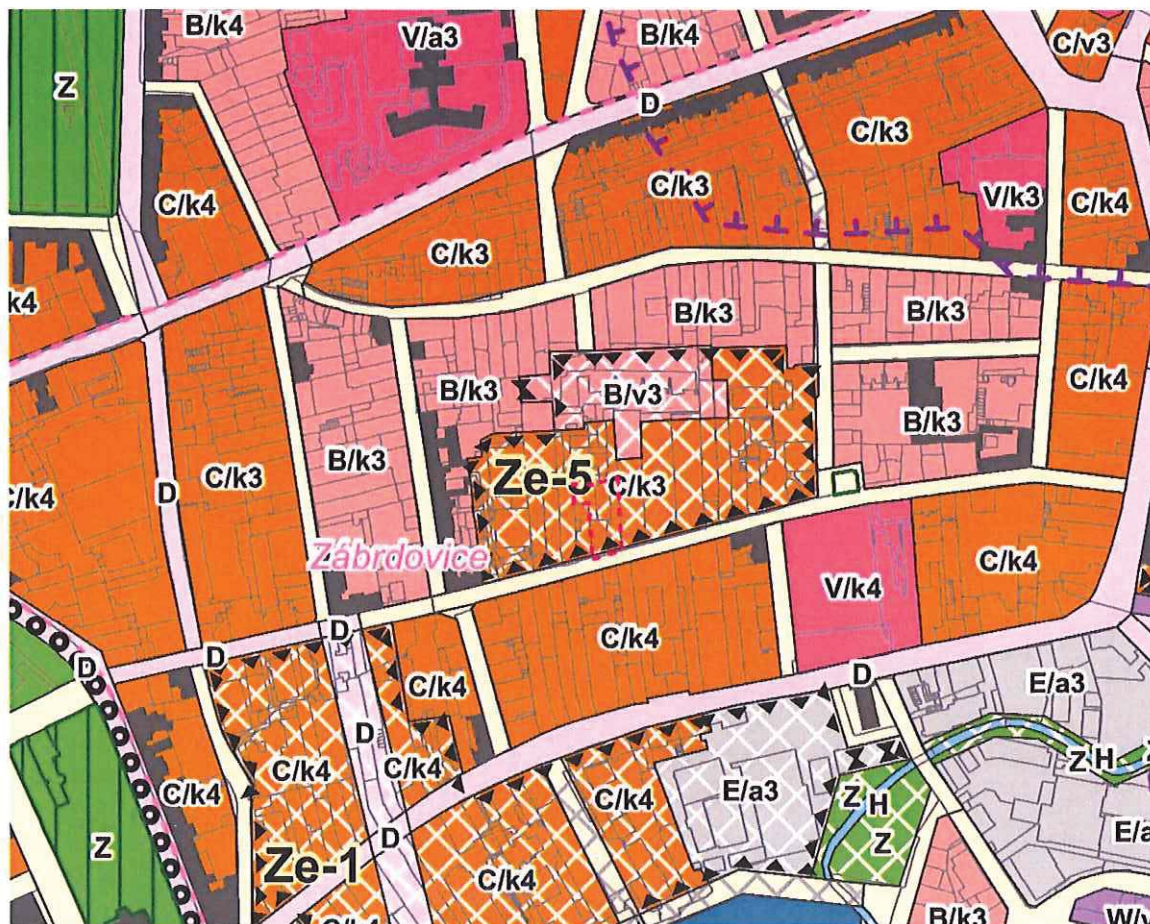 B/k4
V/a3
B/k4
C/v3
Z
D
C/k3
C/k4
C/k3
V/k3
C/k4
C/k3
k4
B/k3
B/k3
C/k4
B/k3
B/v3
B/k3
C/k3
B/k3
Ze-5
C/k3
C/k4
D
Zábrdovice
C/k4
V/k4
C/k4
D
D
D
D
C/k4
E/a3
D
C/k4
C/k4
C/k4
C/k4
E/a3
Z
H
Z
H
Z
Z
D
Ze-1
C/k4
B/k3